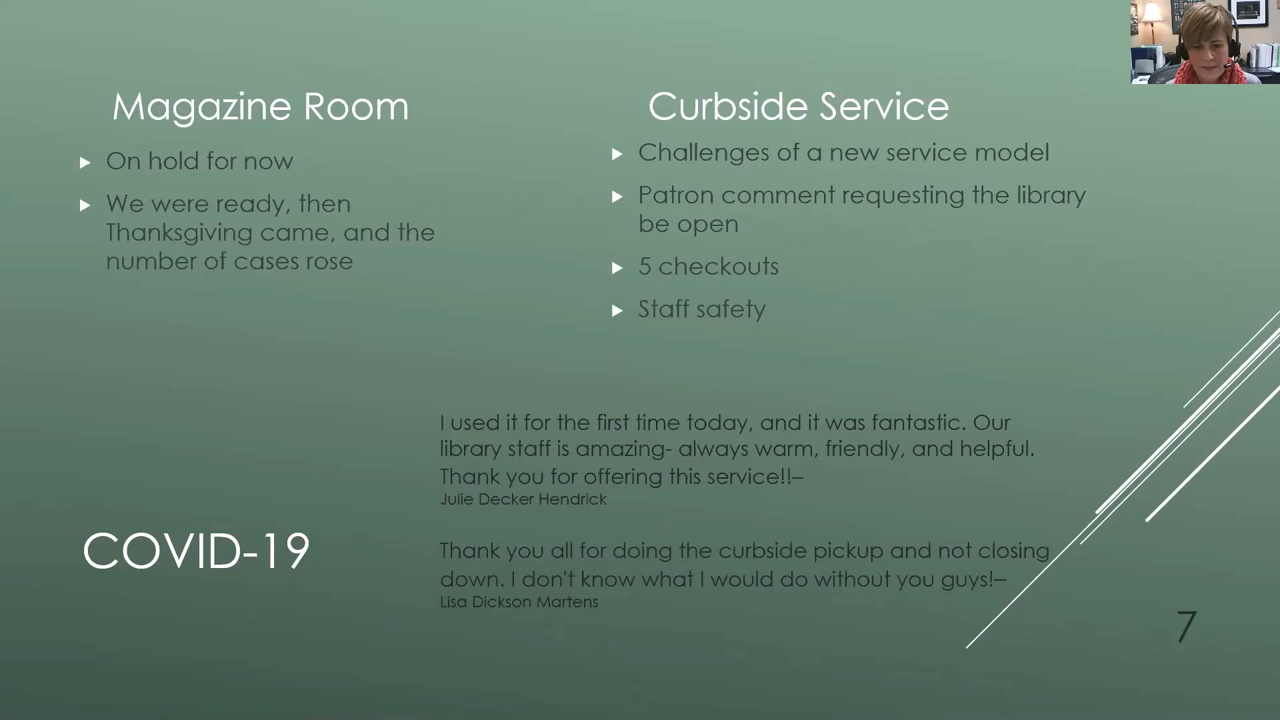 Magazine Room
On hold for now
We were ready, then
Thanksgiving came, and the
number of cases rose
Curbside Service
Challenges of a new service model
Patron comment requesting the library
be open
5 checkouts
Staff safety
I used it for the first time today, and it was fantastic. Our
library staff is amazing- always warm, friendly, and helpful.
Thank you for offering this service!!–
Julie Decker Hendrick
Thank you all for doing the curbside pickup and not closing
down. I don't know what I would do without you guys!–
Lisa Dickson Martens
COVID-19
7